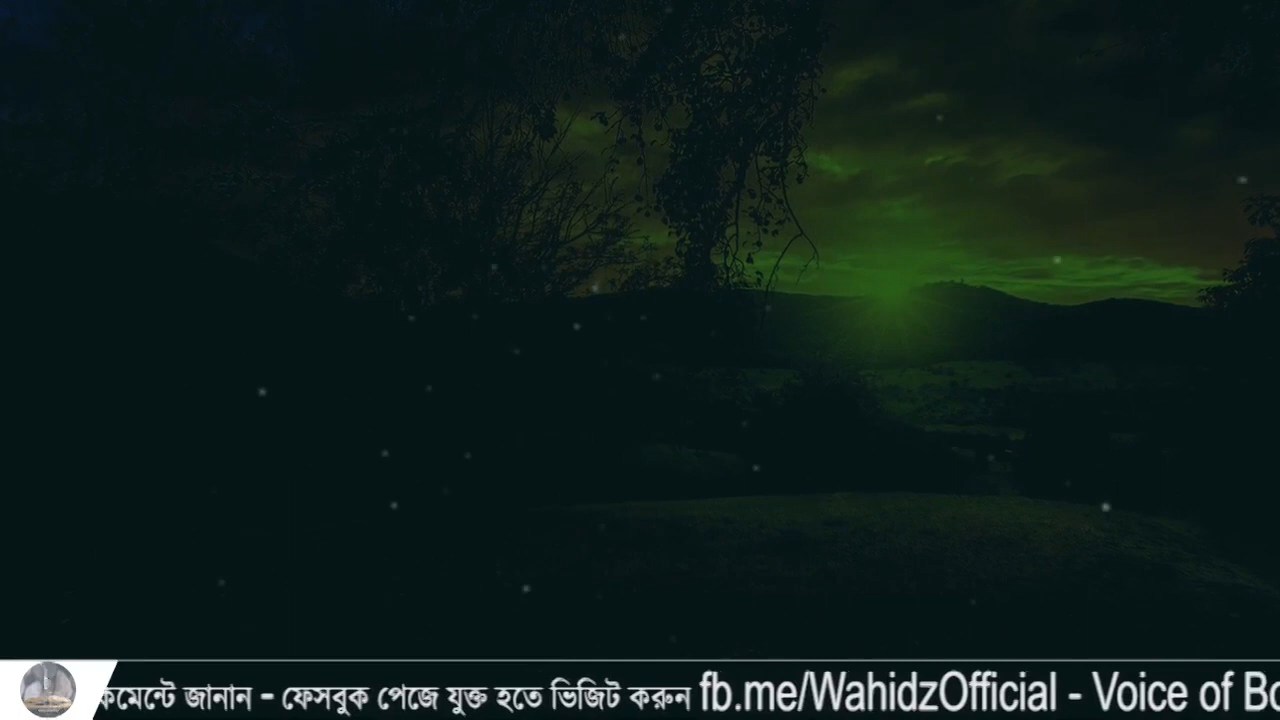 কমেন্টে জানান - ফেসবুক পেজে যুক্ত হতে ভিজিট করুন fb.me/WahidzOfficial - Voice of